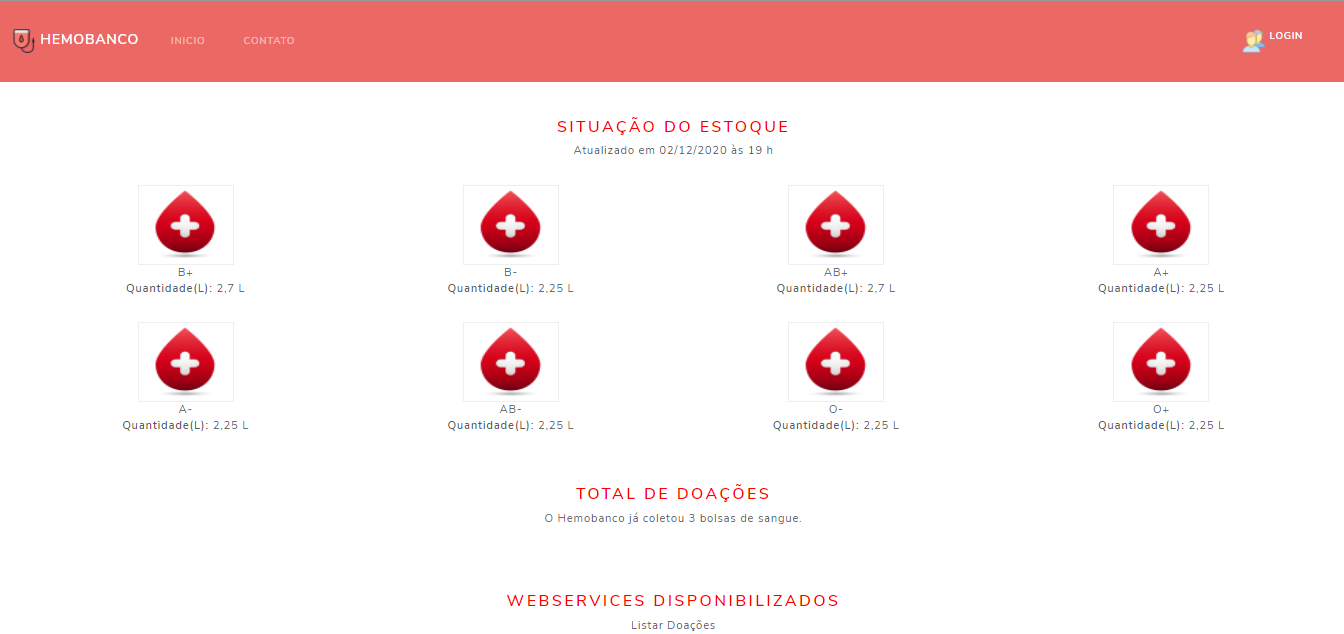 HEMOBANCO INICIO CONTATO LOGIN
SITUAÇÃO DO ESTOQUE
Atualizado em 02/12/2020 às 19 h
B+ B- AB+ A+
Quantidade(L): 2,7 L Quantidade(L): 2,25 L Quantidade(L): 2,7 L Quantidade(L): 2,25 L
A- AB- O- O+
Quantidade(L): 2,25 L Quantidade(L): 2,25 L Quantidade(L): 2,25 L Quantidade(L): 2,25 L
TOTAL DE DOAÇÕES
O Hemobanco já coletou 3 bolsas de sangue.
WEBSERVICES DISPONIBILIZADOS
Listar Doações